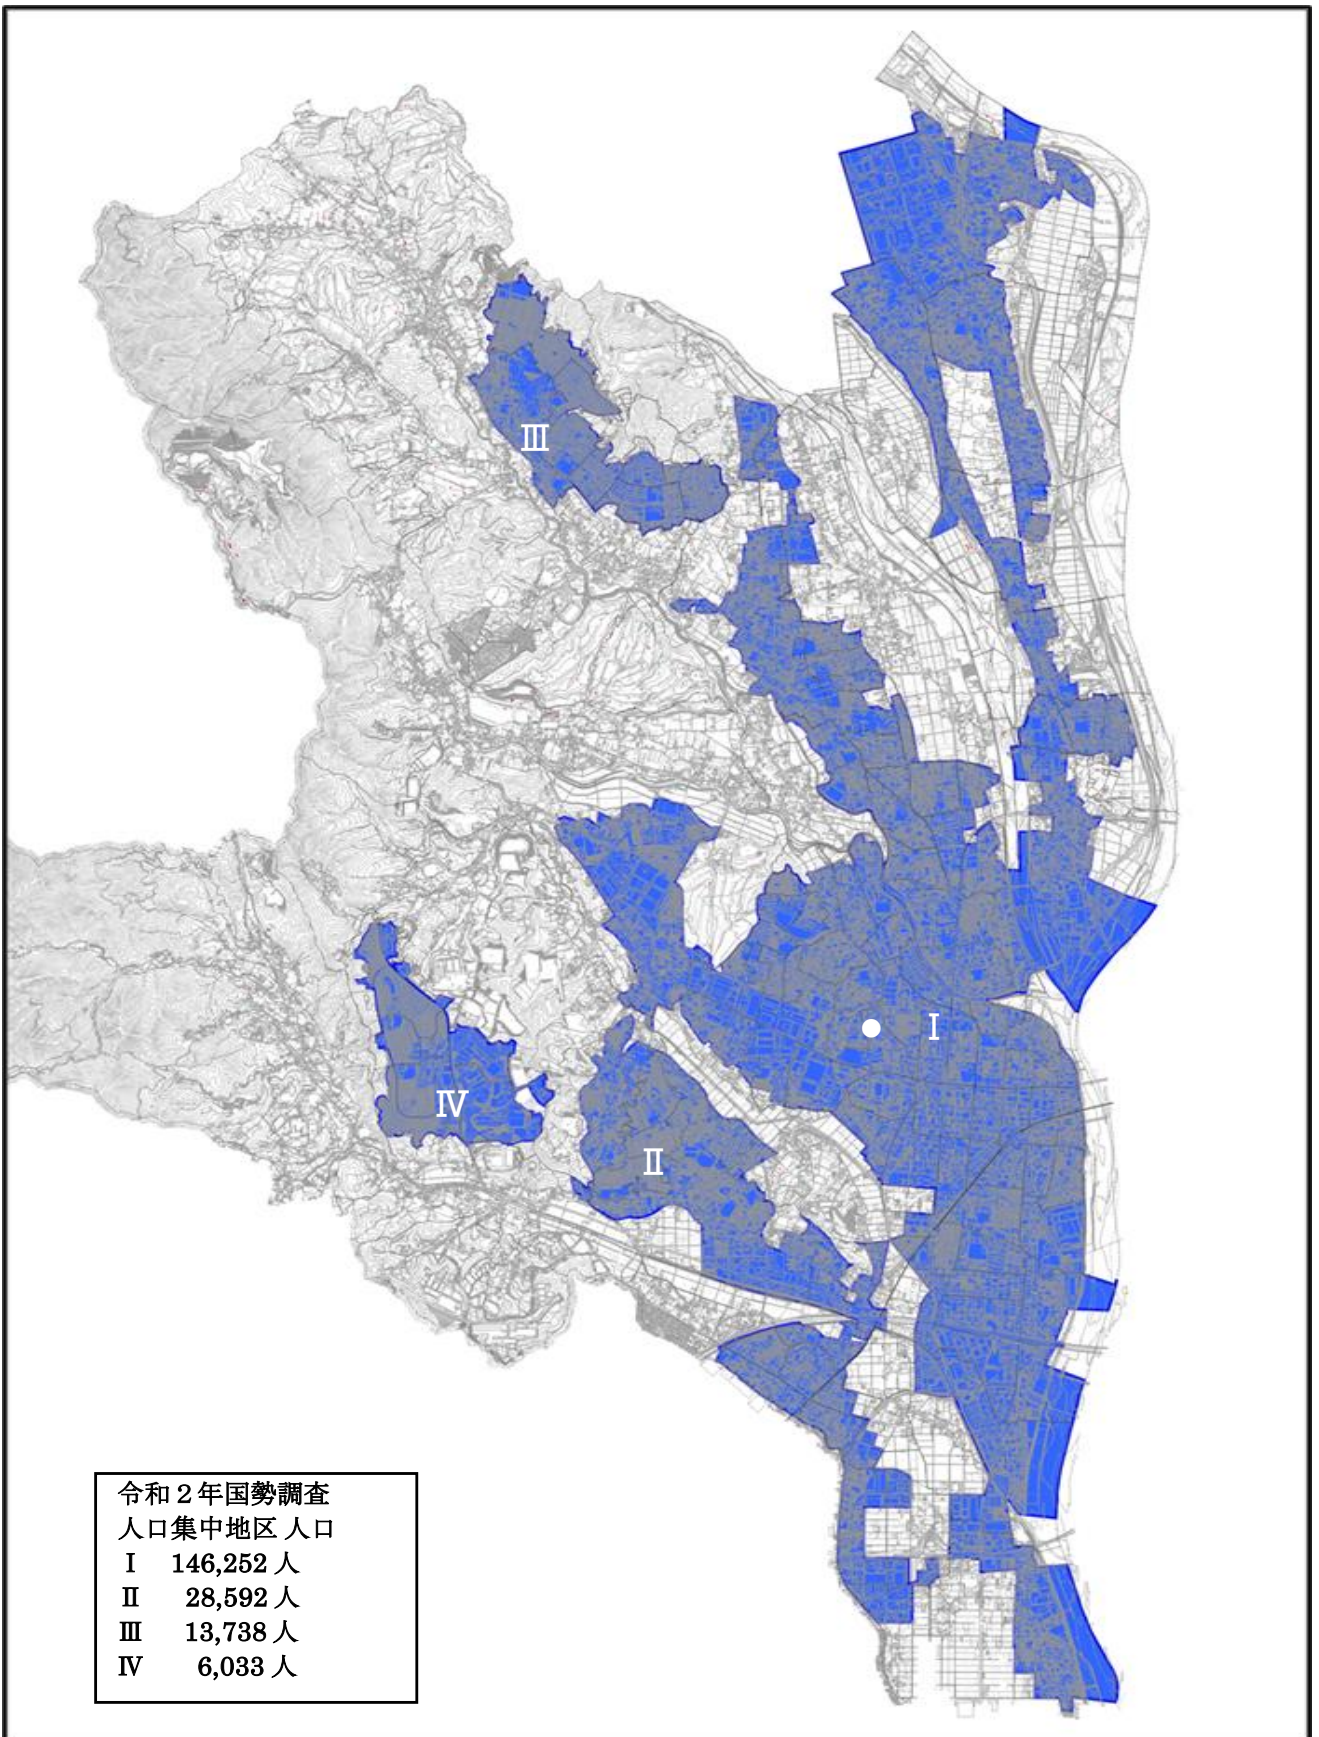 Ⅲ
Ⅰ
Ⅳ
Ⅱ
令和２年国勢調査
人口集中地区 人口
Ⅰ 146,252 人
Ⅱ 28,592 人
Ⅲ 13,738 人
Ⅳ 6,033 人